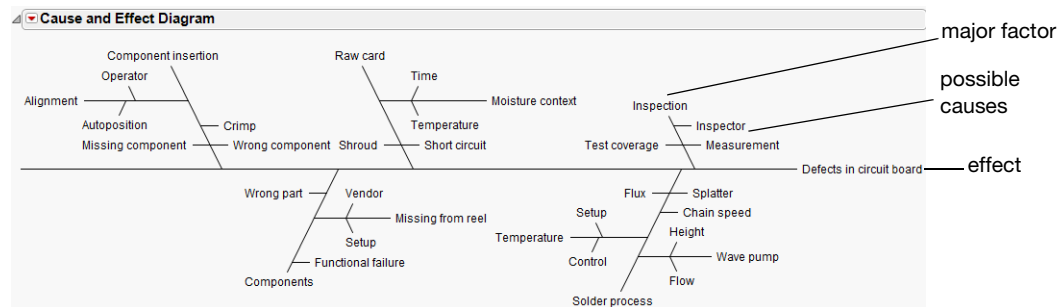 Cause and Effect Diagram
major factor
Component insertion
Raw card
Operator
Time
possible
causes
Alignment
Moisture context
Inspection
Autoposition
Crimp
Temperature
Inspector
Missing component
Wrong component
Shroud
Short circuit
Test coverage
Measurement
Defects in circuit board
effect
Wrong part
Vendor
Flux
Splatter
Missing from reel
Setup
Chain speed
Setup
Temperature
Height
Functional failure
Control
Wave pump
Components
Flow
Solder process